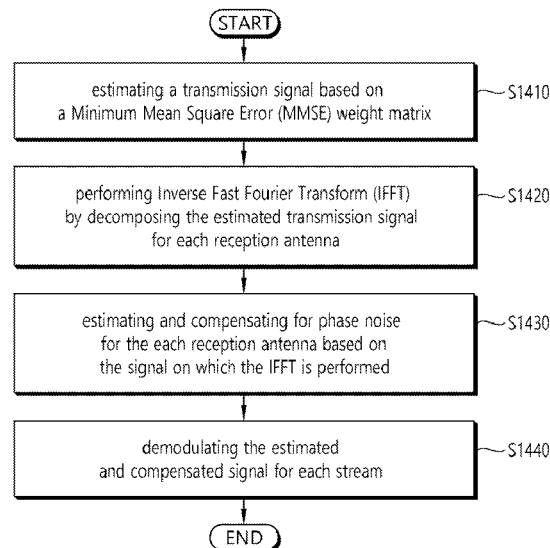 START
estimating a transmission signal based on
a Minimum Mean Square Error (MMSE) weight matrix
S1410
performing Inverse Fast Fourier Transform (IFFT)
by decomposing the estimated transmission signal
for each reception antenna
S1420
estimating and compensating for phase noise
for the each reception antenna based on
the signal on which the IFFT is performed
S1430
demodulating the estimated
and compensated signal for each stream
S1440
END